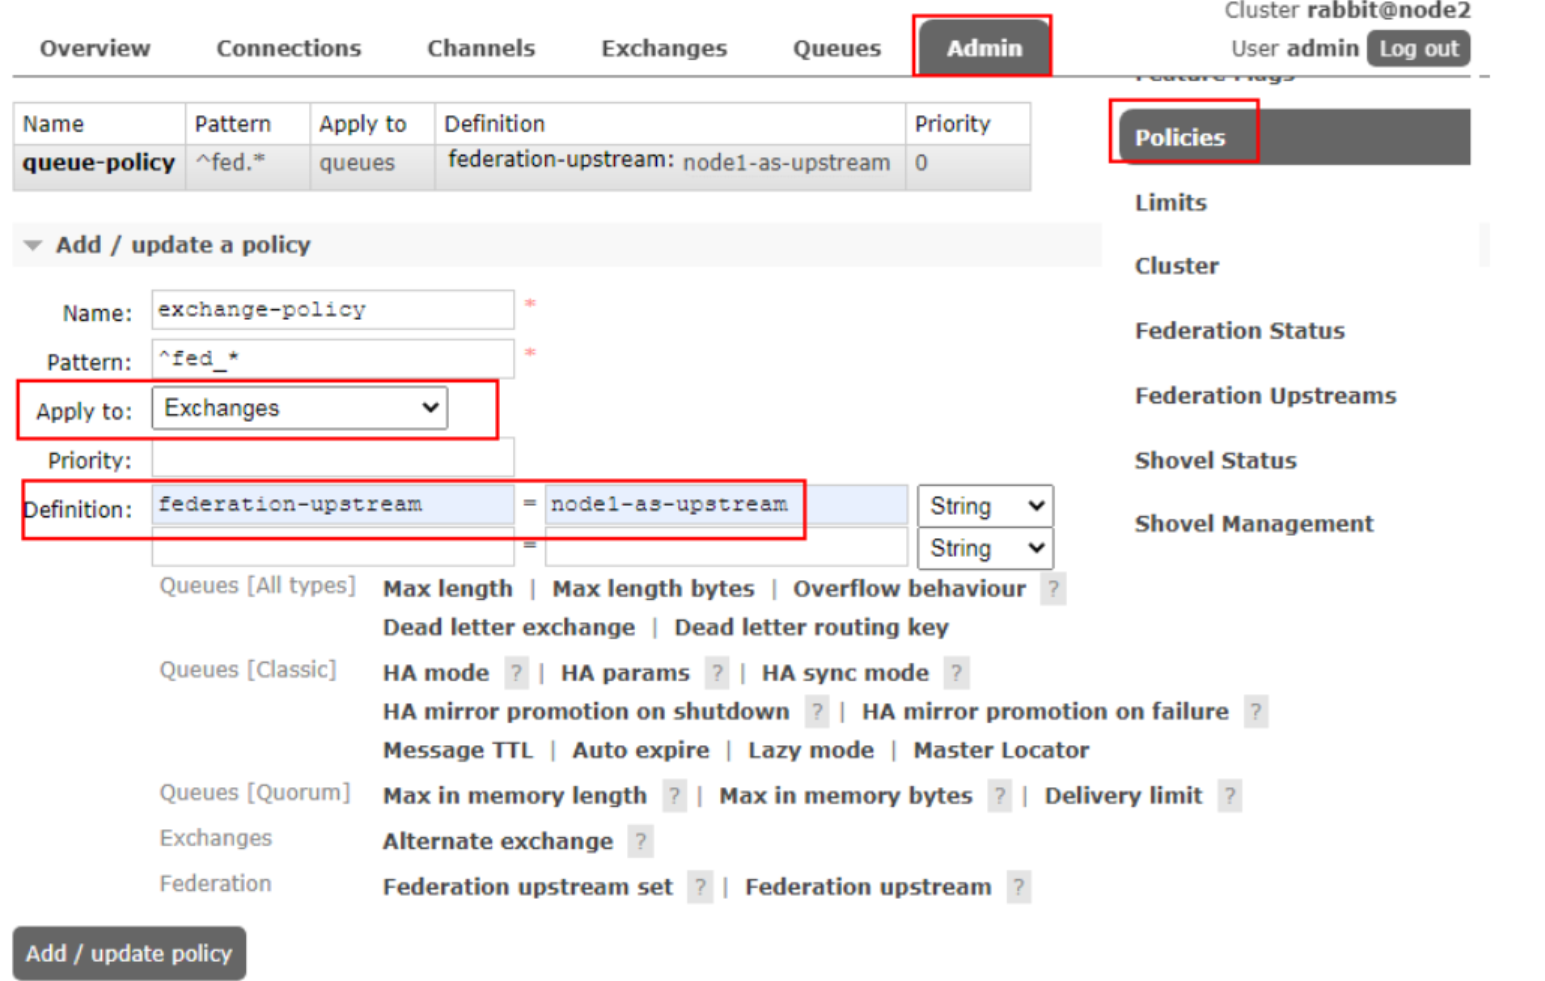 Cluster rabbit@node2
Overview Connections Channels Exchanges Queues Admin User admin Log out
Feature Flags
Name Pattern Apply to Definition Priority
queue-policy ^fed.* queues federation-upstream: node1-as-upstream 0
Policies
Limits
Cluster
Federation Status
Federation Upstreams
Shovel Status
Shovel Management
Add / update a policy
Name: exchange-policy *
Pattern: ^fed_* *
Apply to: Exchanges
Priority:
Definition: federation-upstream = node1-as-upstream String
= String
Queues [All types] Max length | Max length bytes | Overflow behaviour ?
Dead letter exchange | Dead letter routing key
Queues [Classic] HA mode ? | HA params ? | HA sync mode ?
HA mirror promotion on shutdown ? | HA mirror promotion on failure ?
Message TTL | Auto expire | Lazy mode | Master Locator
Queues [Quorum] Max in memory length ? | Max in memory bytes ? | Delivery limit ?
Exchanges Alternate exchange ?
Federation Federation upstream set ? | Federation upstream ?
Add / update policy